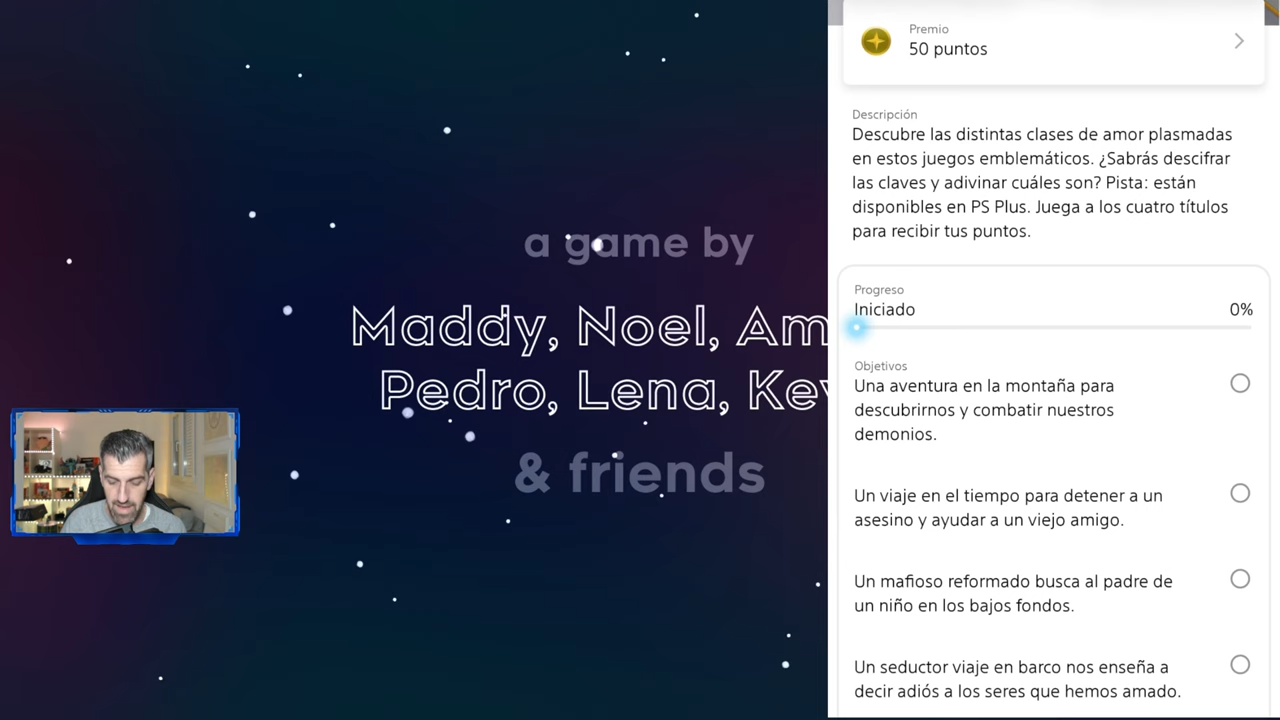 a game by
Maddy, Noel, Am
Pedro, Lena, Kev
& friends
Premio
50 puntos
Descripción
Descubre las distintas clases de amor plasmadas
en estos juegos emblemáticos. ¿Sabrás descifrar
las claves y adivinar cuáles son? Pista: están
disponibles en PS Plus. Juega a los cuatro títulos
para recibir tus puntos.
Progreso
Iniciado 0%
Objetivos
Una aventura en la montaña para
descubrirnos y combatir nuestros
demonios.
Un viaje en el tiempo para detener a un
asesino y ayudar a un viejo amigo.
Un mafioso reformado busca al padre de
un niño en los bajos fondos.
Un seductor viaje en barco nos enseña a
decir adiós a los seres que hemos amado.